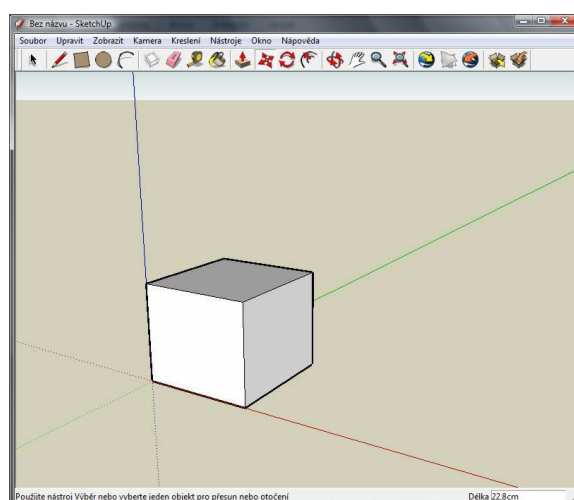 Bez názvu - SketchUp
Soubor Upravit Zobrazit Kamera Kreslení Nástroje Okno Nápověda
Použijte nástroj Výběr nebo vyberte jeden objekt pro přesun nebo otočení Délka 22,8cm